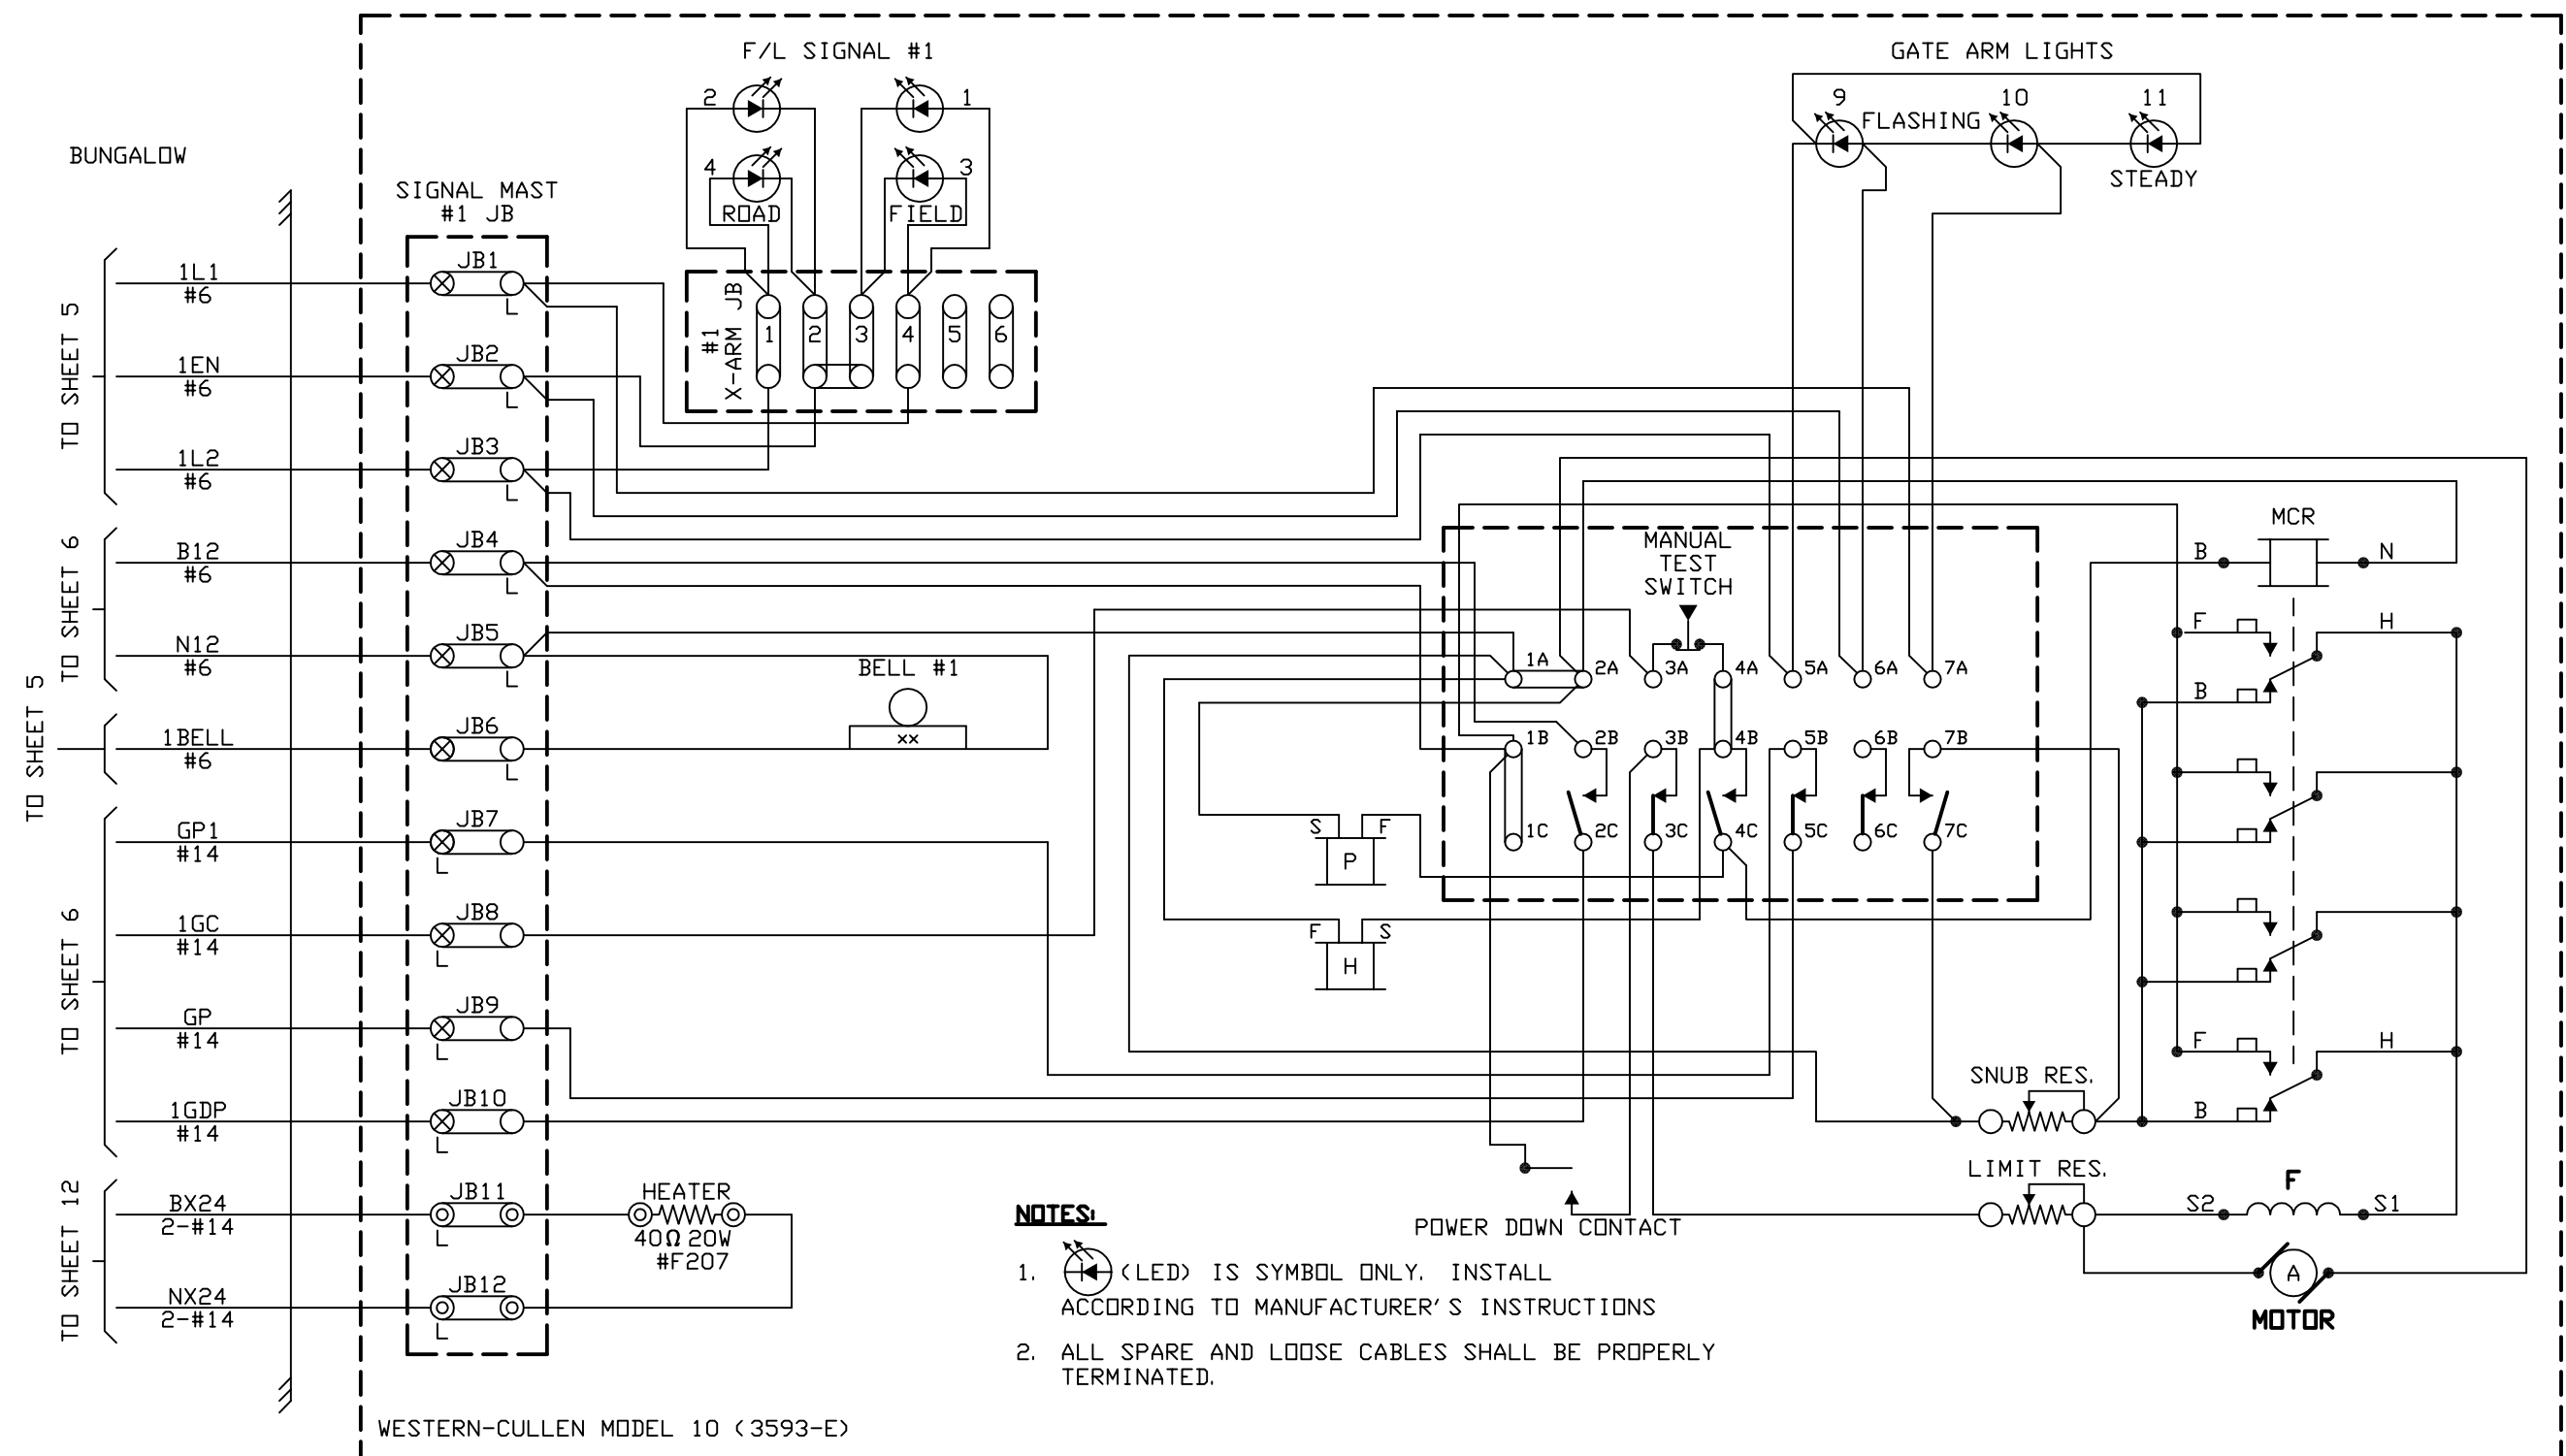 F/L SIGNAL #1
GATE ARM LIGHTS
2
1
9
FLASHING
10
11
4
3
STEADY
ROAD
FIELD
BUNGALOW
SIGNAL MAST
#1 JB
#1
X-ARM JB
1
2
3
4
5
6
TO SHEET 5
1L1
#6
JB1
L
1EN
#6
JB2
L
1L2
#6
JB3
L
TO SHEET 6
B12
#6
JB4
L
N12
#6
JB5
L
TO SHEET 5
1BELL
#6
JB6
L
BELL #1
xx
TO SHEET 6
GP1
#14
JB7
L
1GC
#14
JB8
L
GP
#14
JB9
L
1GDP
#14
JB10
L
TO SHEET 12
BX24
2-#14
JB11
L
HEATER
40Ω 20W
#F207
NX24
2-#14
JB12
L
MANUAL
TEST
SWITCH
1A
2A
3A
4A
5A
6A
7A
1B
2B
3B
4B
5B
6B
7B
1C
2C
3C
4C
5C
6C
7C
S
F
P
F
S
H
MCR
B
N
F
H
B
F
H
B
SNUB RES.
LIMIT RES.
F
S2
S1
A
MOTOR
POWER DOWN CONTACT
NOTES:
1. (LED) IS SYMBOL ONLY. INSTALL
ACCORDING TO MANUFACTURER'S INSTRUCTIONS
2. ALL SPARE AND LOOSE CABLES SHALL BE PROPERLY
TERMINATED.
WESTERN-CULLEN MODEL 10 (3593-E)